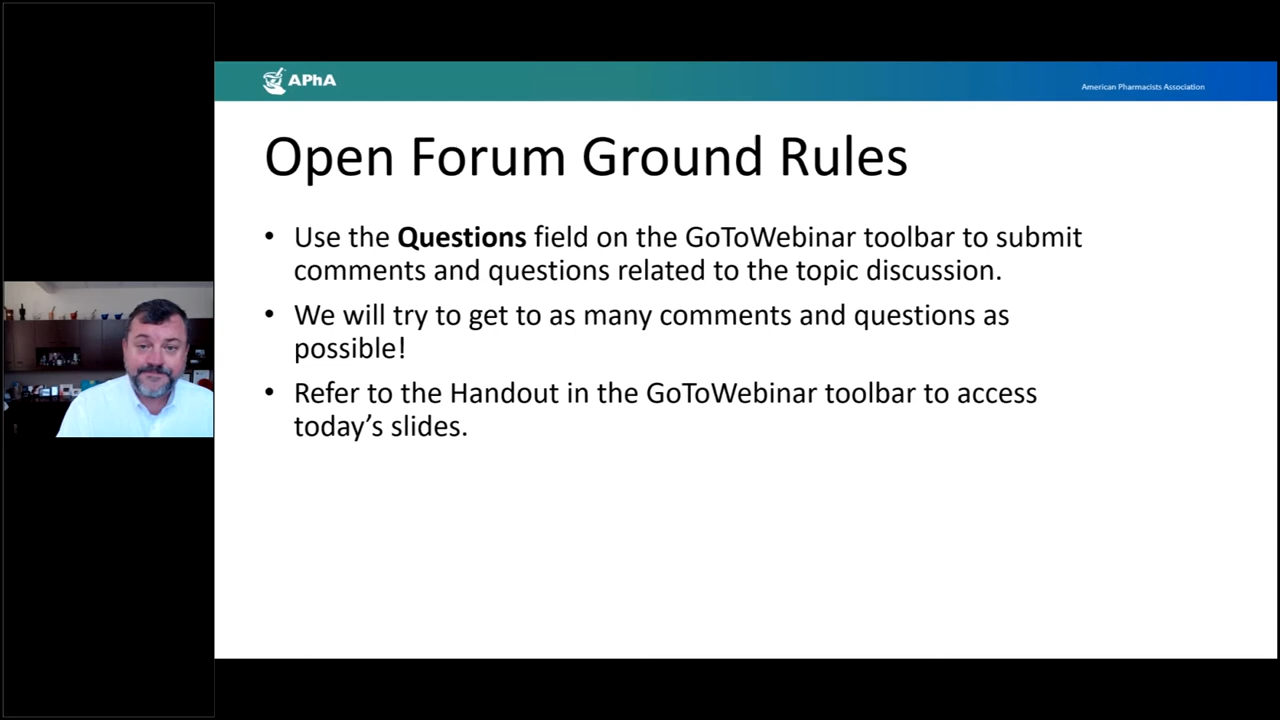 APhA
American Pharmacists Association
Open Forum Ground Rules
• Use the Questions field on the GoToWebinar toolbar to submit
comments and questions related to the topic discussion.
• We will try to get to as many comments and questions as
possible!
• Refer to the Handout in the GoToWebinar toolbar to access
today’s slides.